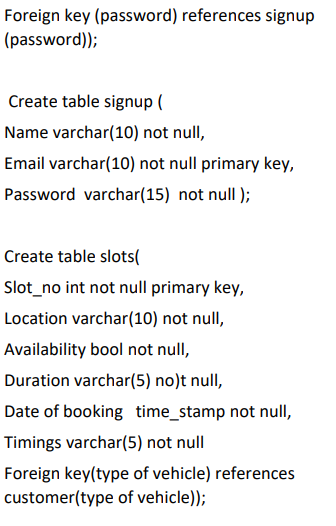 Foreign key (password) references signup
(password));
Create table signup (
Name varchar(10) not null,
Email varchar(10) not null primary key,
Password  varchar(15)  not null );
Create table slots(
Slot_no int not null primary key,
Location varchar(10) not null,
Availability bool not null,
Duration varchar(5) no)t null,
Date of booking   time_stamp not null,
Timings varchar(5) not null
Foreign key(type of vehicle) references
customer(type of vehicle));